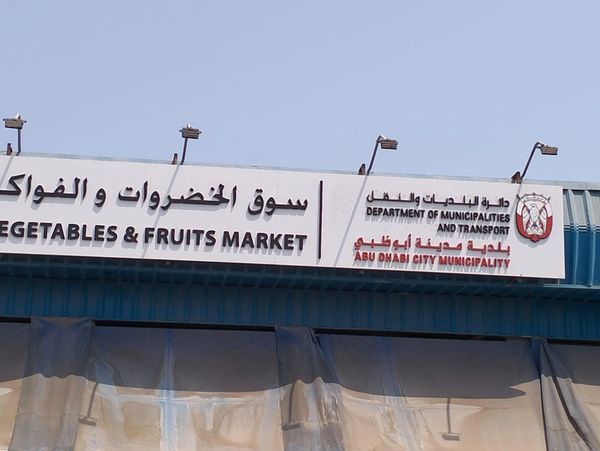 سوق الخضروات و الفواك
EGETABLES & FRUITS MARKET
دائرة البلديات والنقل
DEPARTMENT OF MUNICIPALITIES
AND TRANSPORT
بلدية مدينة أبوظبي
ABU DHABI CITY MUNICIPALITY